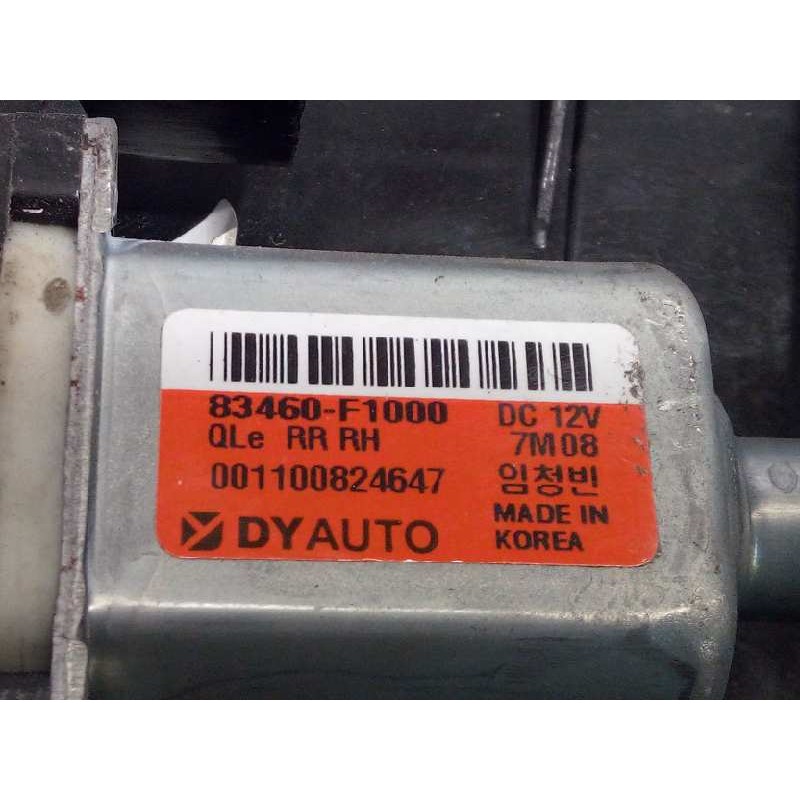 83460-F1000 DC 12V
QLe RR RH 7M08
001100824647 임청빈
DYAUTO MADE IN
KOREA